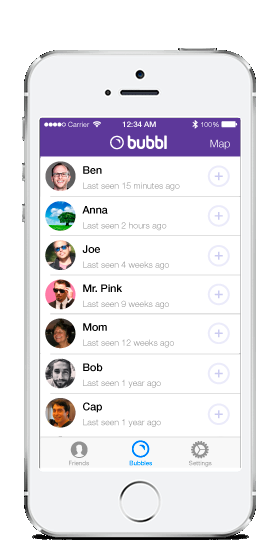 Carrier 12:34 AM 100%
bubbl Map
Ben
Last seen 15 minutes ago
Anna
Last seen 2 hours ago
Joe
Last seen 4 weeks ago
Mr. Pink
Last seen 9 weeks ago
Mom
Last seen 12 weeks ago
Bob
Last seen 1 year ago
Cap
Last seen 1 year ago
Friends Bubbles Settings